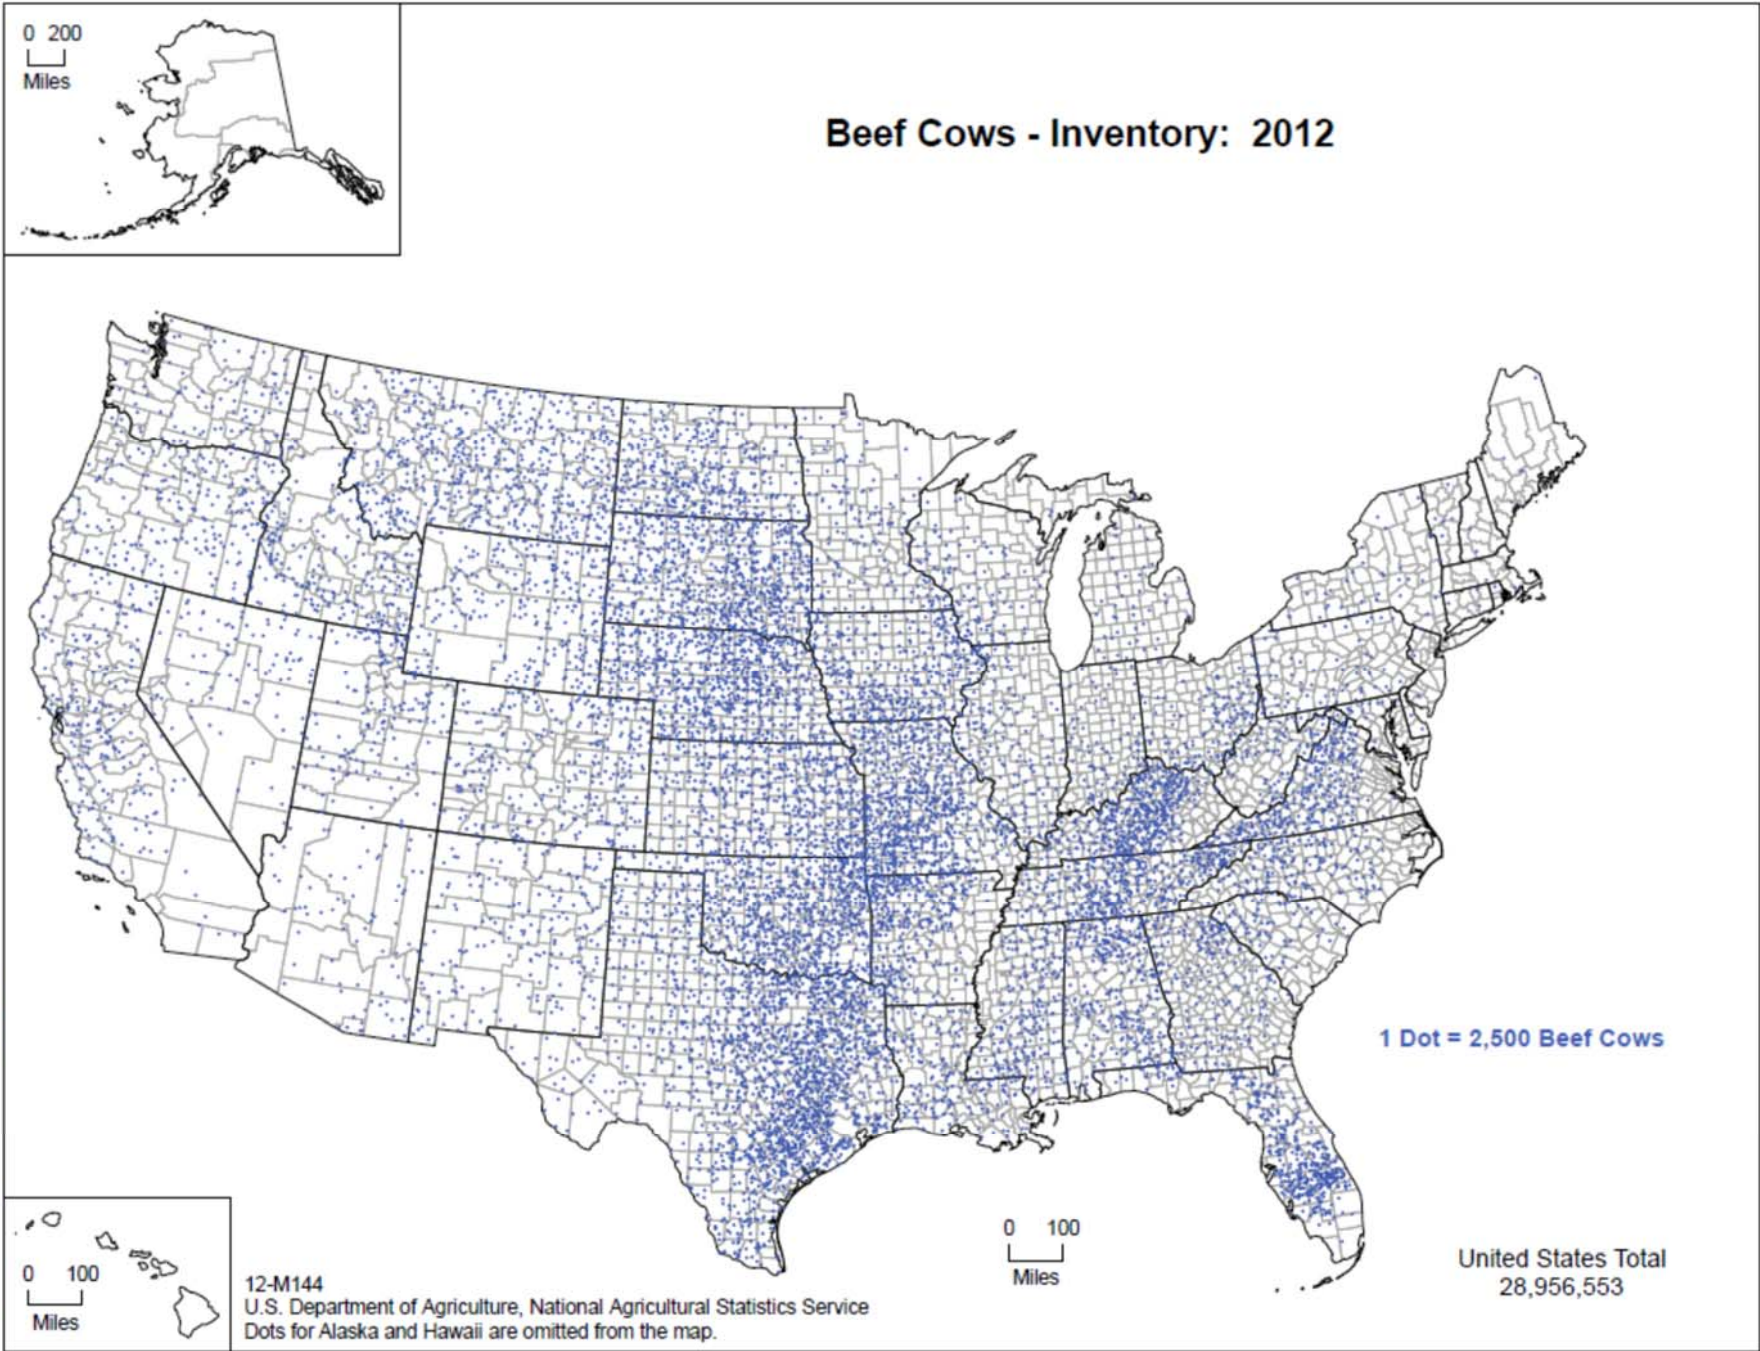 0 200
Miles
Beef Cows - Inventory: 2012
1 Dot = 2,500 Beef Cows
0 100
Miles
United States Total
28,956,553
0 100
Miles
12-M144
U.S. Department of Agriculture, National Agricultural Statistics Service
Dots for Alaska and Hawaii are omitted from the map.